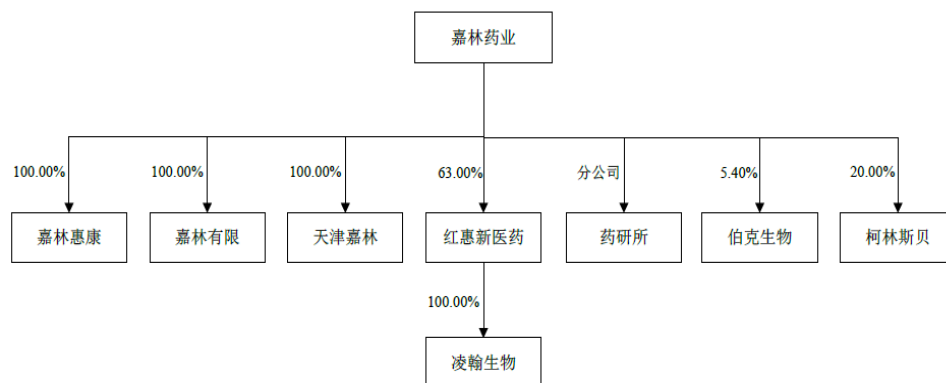 嘉林药业
100.00%
100.00%
100.00%
63.00%
分公司
5.40%
20.00%
嘉林惠康
嘉林有限
天津嘉林
红惠新医药
药研所
伯克生物
柯林斯贝
100.00%
凌翰生物